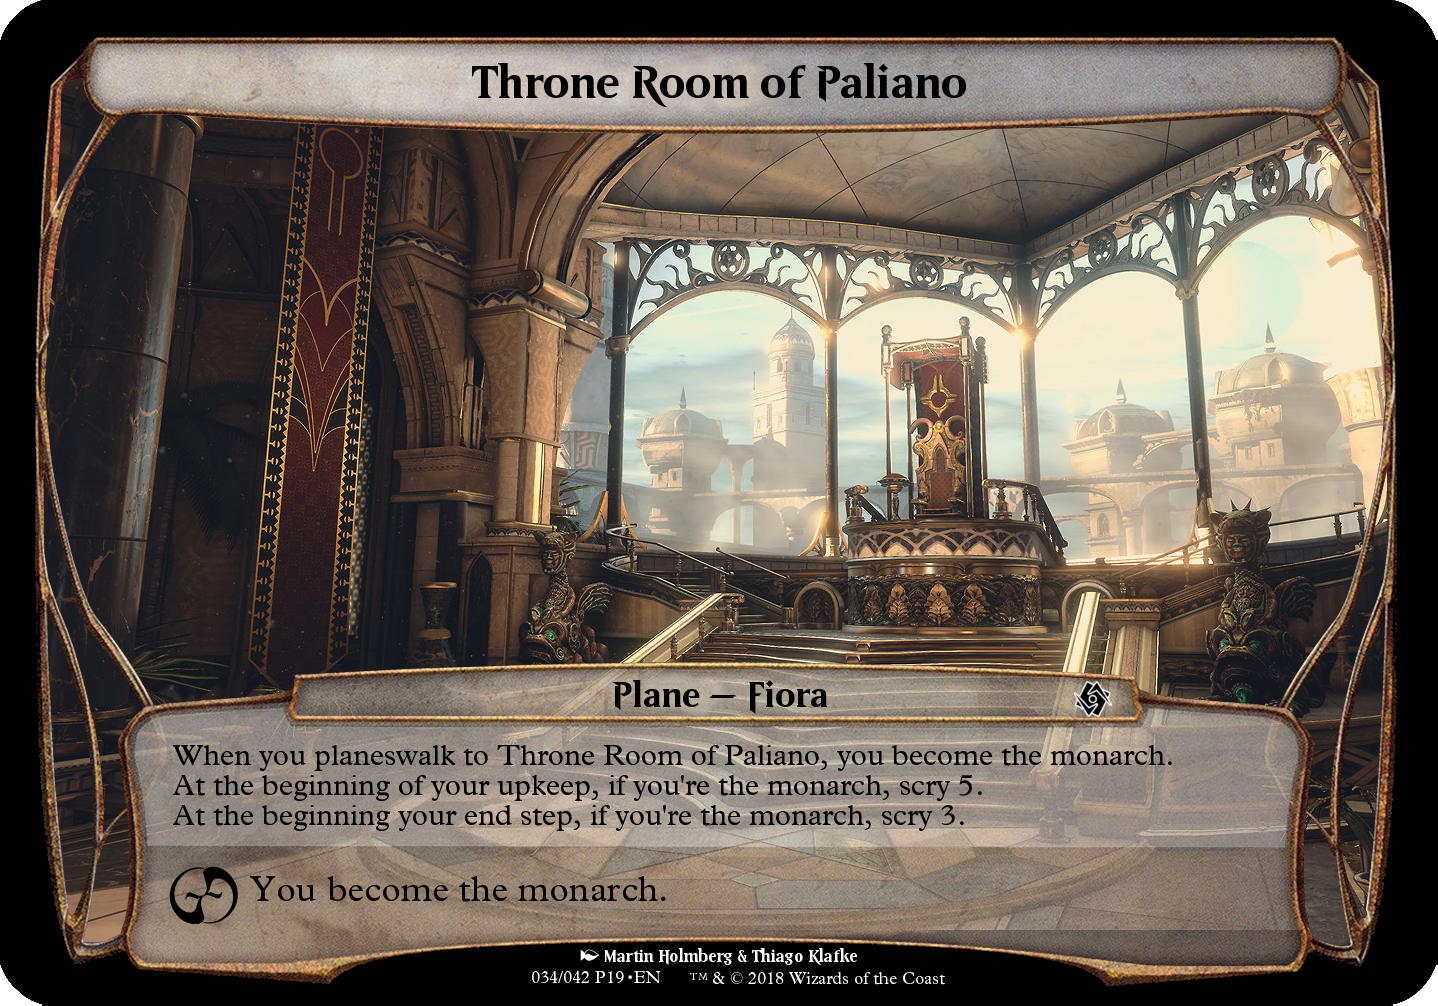 Throne Room of Paliano
Plane — Fiora
When you planeswalk to Throne Room of Paliano, you become the monarch.
At the beginning of your upkeep, if you're the monarch, scry 5.
At the beginning your end step, if you're the monarch, scry 3.
You become the monarch.
Martin Holmberg & Thiago Klafke
034/042 P19•EN ™ & © 2018 Wizards of the Coast